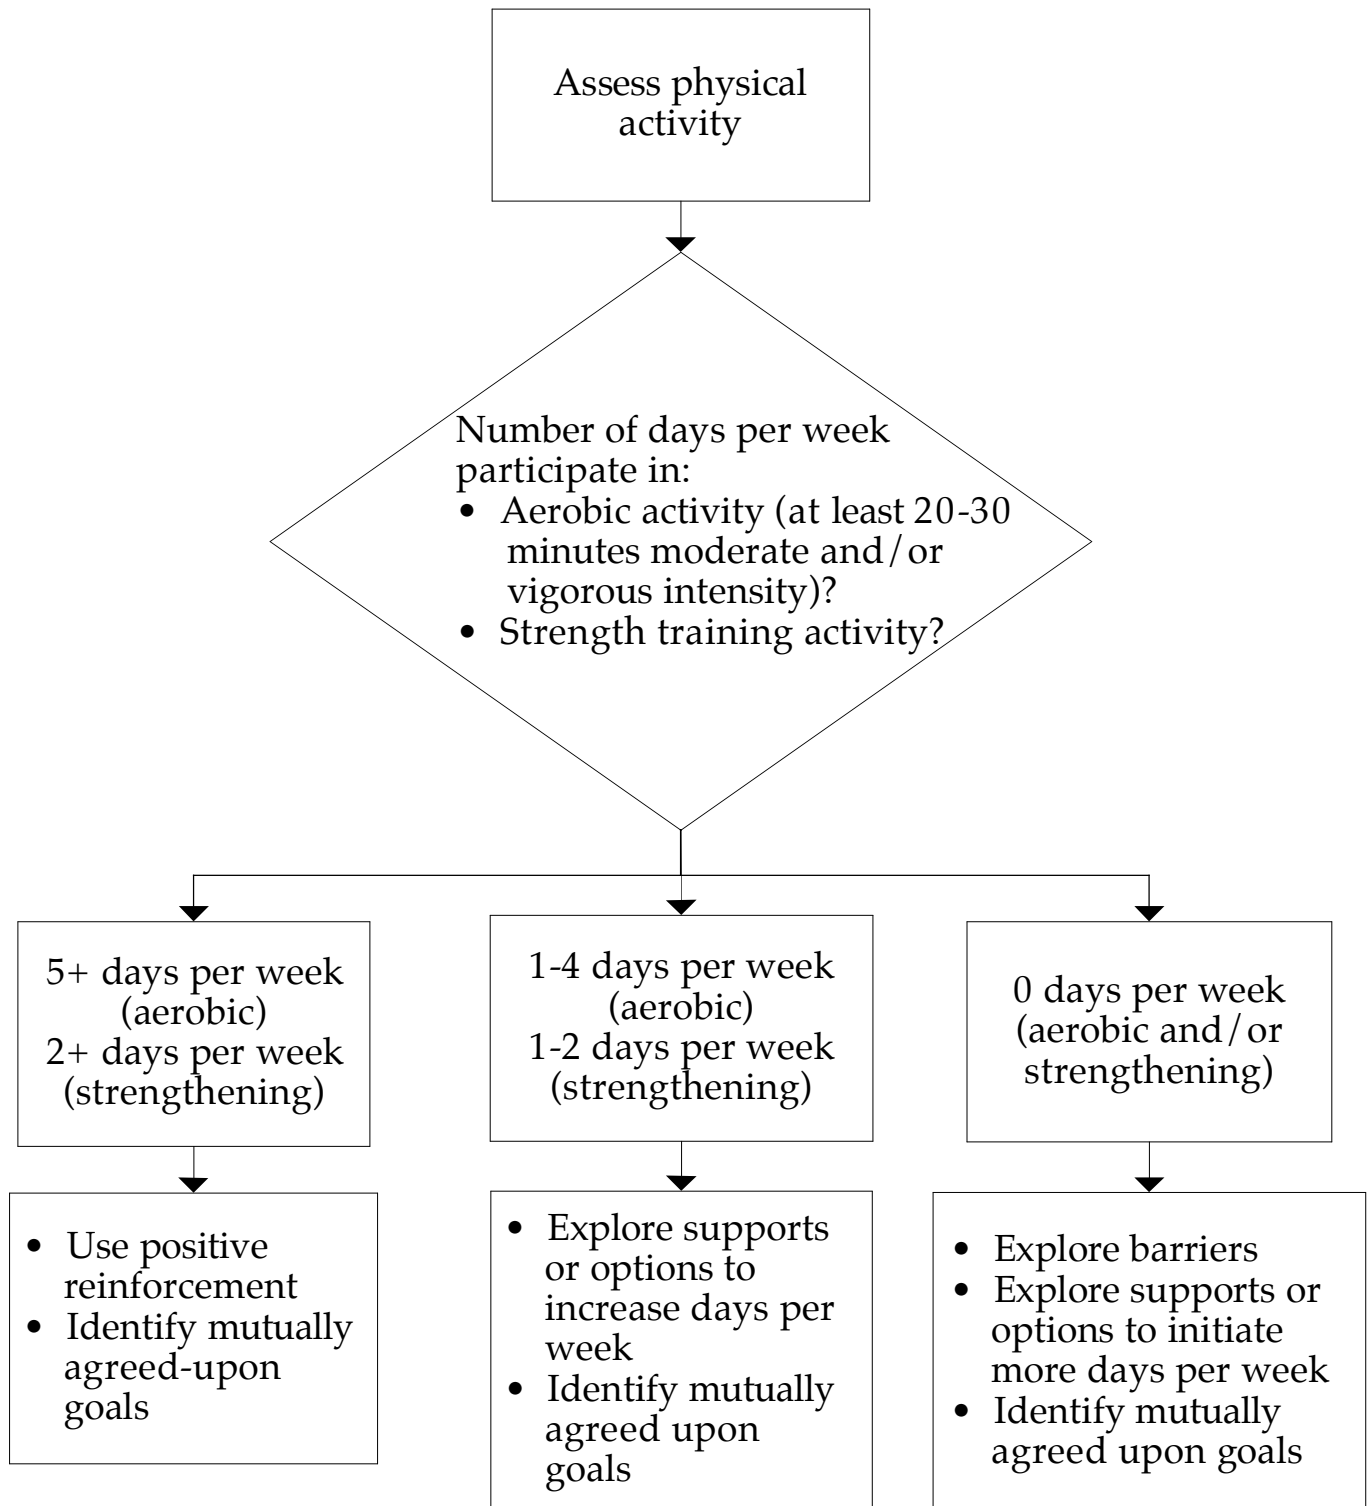 Assess physical
activity
Number of days per week
participate in:
• Aerobic activity (at least 20-30
minutes moderate and/or
vigorous intensity)?
• Strength training activity?
5+ days per week
(aerobic)
2+ days per week
(strengthening)
1-4 days per week
(aerobic)
1-2 days per week
(strengthening)
0 days per week
(aerobic and/or
strengthening)
• Use positive
reinforcement
• Identify mutually
agreed-upon
goals
• Explore supports
or options to
increase days per
week
• Identify mutually
agreed upon
goals
• Explore barriers
• Explore supports or
options to initiate
more days per week
• Identify mutually
agreed upon goals